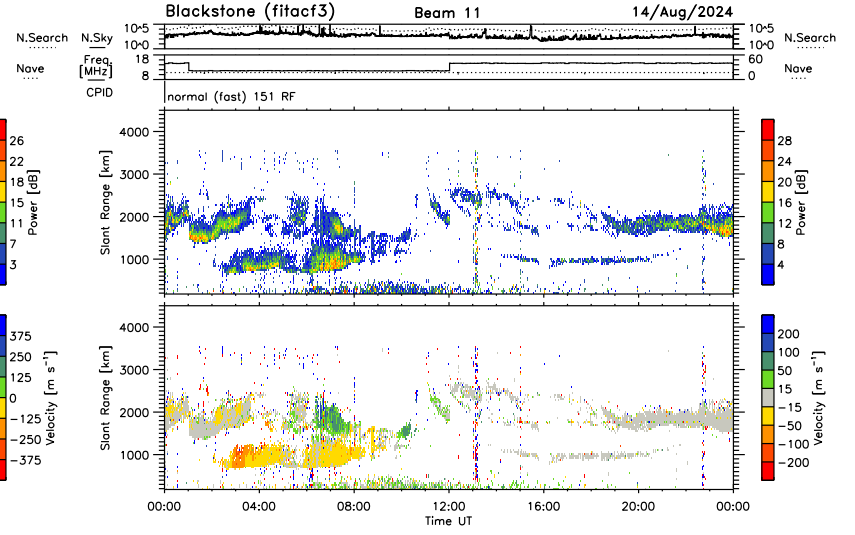 Blackstone (fitacf3) Beam 11 14/Aug/2024
N.Search N.Sky 10^5 10^5 N.Search
10^0 10^0
Nave Freq. [MHz] 18 60 Nave
8 0
CPID normal (fast) 151 RF
Power [dB] 26 22 18 15 11 7 3
Slant Range [km] 4000 3000 2000 1000
28 24 20 16 12 8 4 Power [dB]
Velocity [m s⁻¹] 375 250 125 0 −125 −250 −375
Slant Range [km] 4000 3000 2000 1000
200 100 50 15 −15 −50 −100 −200 Velocity [m s⁻¹]
00:00 04:00 08:00 12:00 16:00 20:00 00:00
Time UT